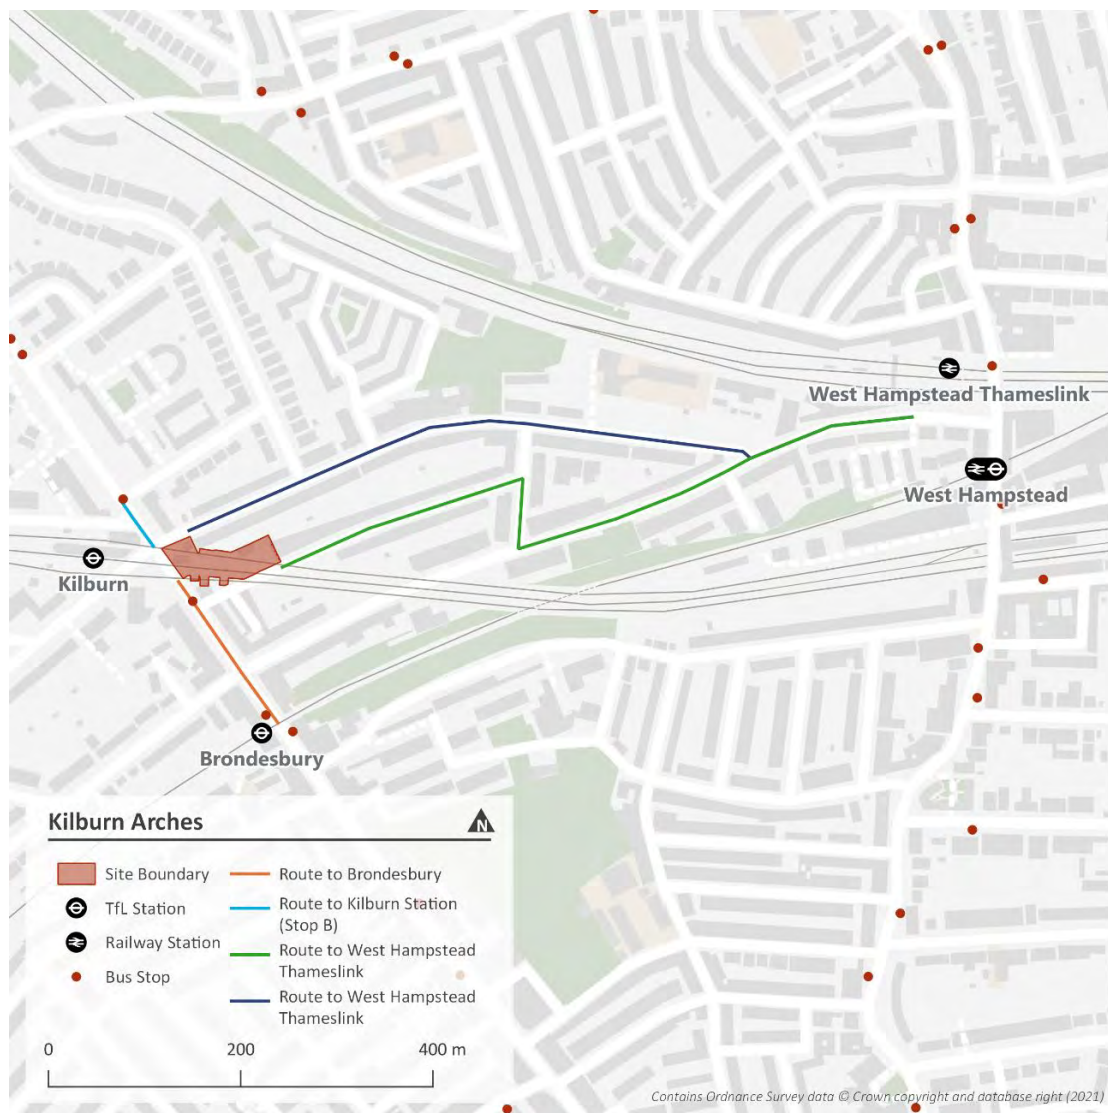 West Hampstead Thameslink
West Hampstead
Kilburn
Brondesbury
Kilburn Arches
N
Site Boundary
TfL Station
Railway Station
Bus Stop
Route to Brondesbury
Route to Kilburn Station
(Stop B)
Route to West Hampstead
Thameslink
Route to West Hampstead
Thameslink
0 200 400 m
Contains Ordnance Survey data © Crown copyright and database right (2021)